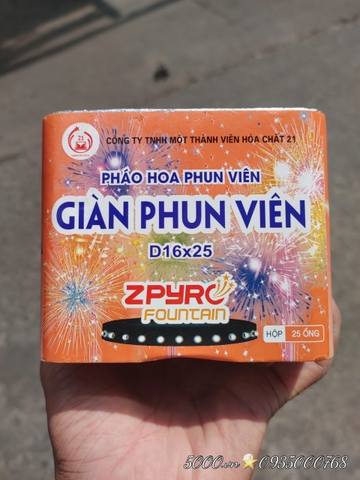 21
CÔNG TY TNHH MỘT THÀNH VIÊN HÓA CHẤT 21
PHÁO HOA PHUN VIÊN
GIÀN PHUN VIÊN
D16x25
ZPYRO
FOUNTAIN
HỘP 25 ỐNG
5000.vn⭐0935000768